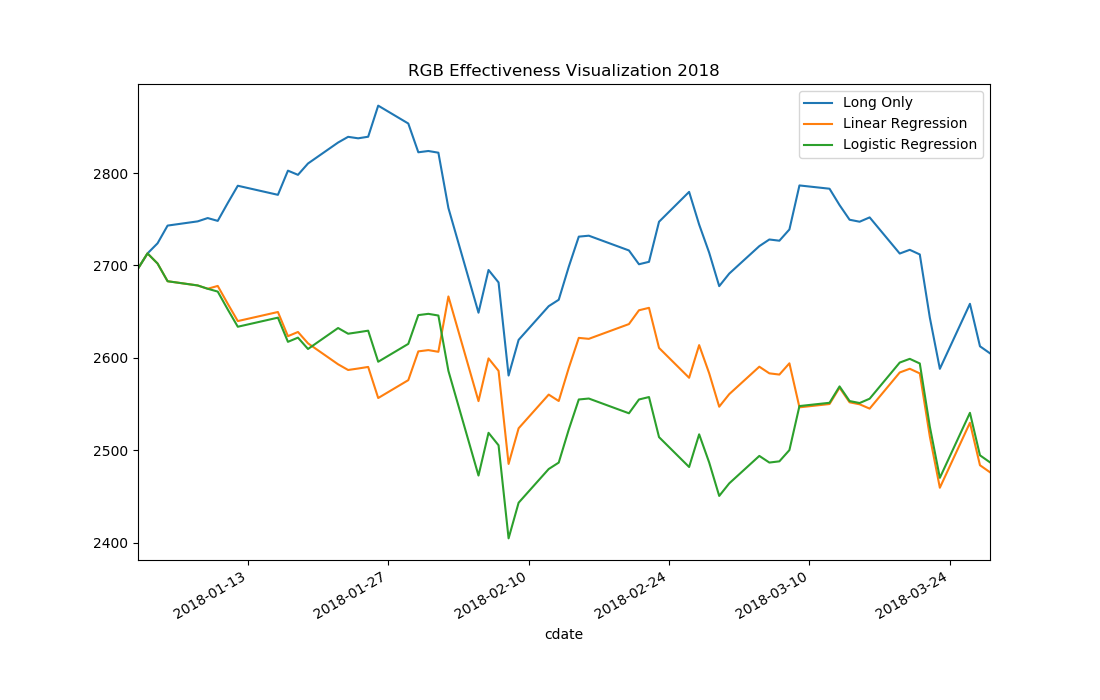 RGB Effectiveness Visualization 2018
Long Only
Linear Regression
Logistic Regression
2800
2700
2600
2500
2400
2018-01-13
2018-01-27
2018-02-10
2018-02-24
2018-03-10
2018-03-24
cdate